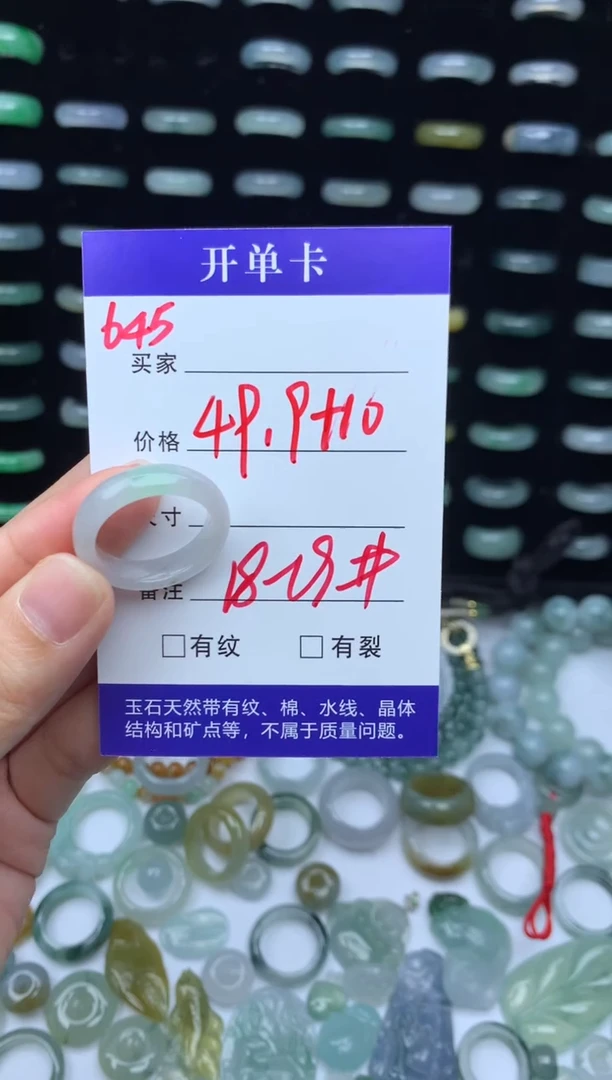 开单卡
645
买家
价格 49.9+10
寸
备注 18-19#
□有纹 □有裂
玉石天然带有纹、棉、水线、晶体
结构和矿点等，不属于质量问题。